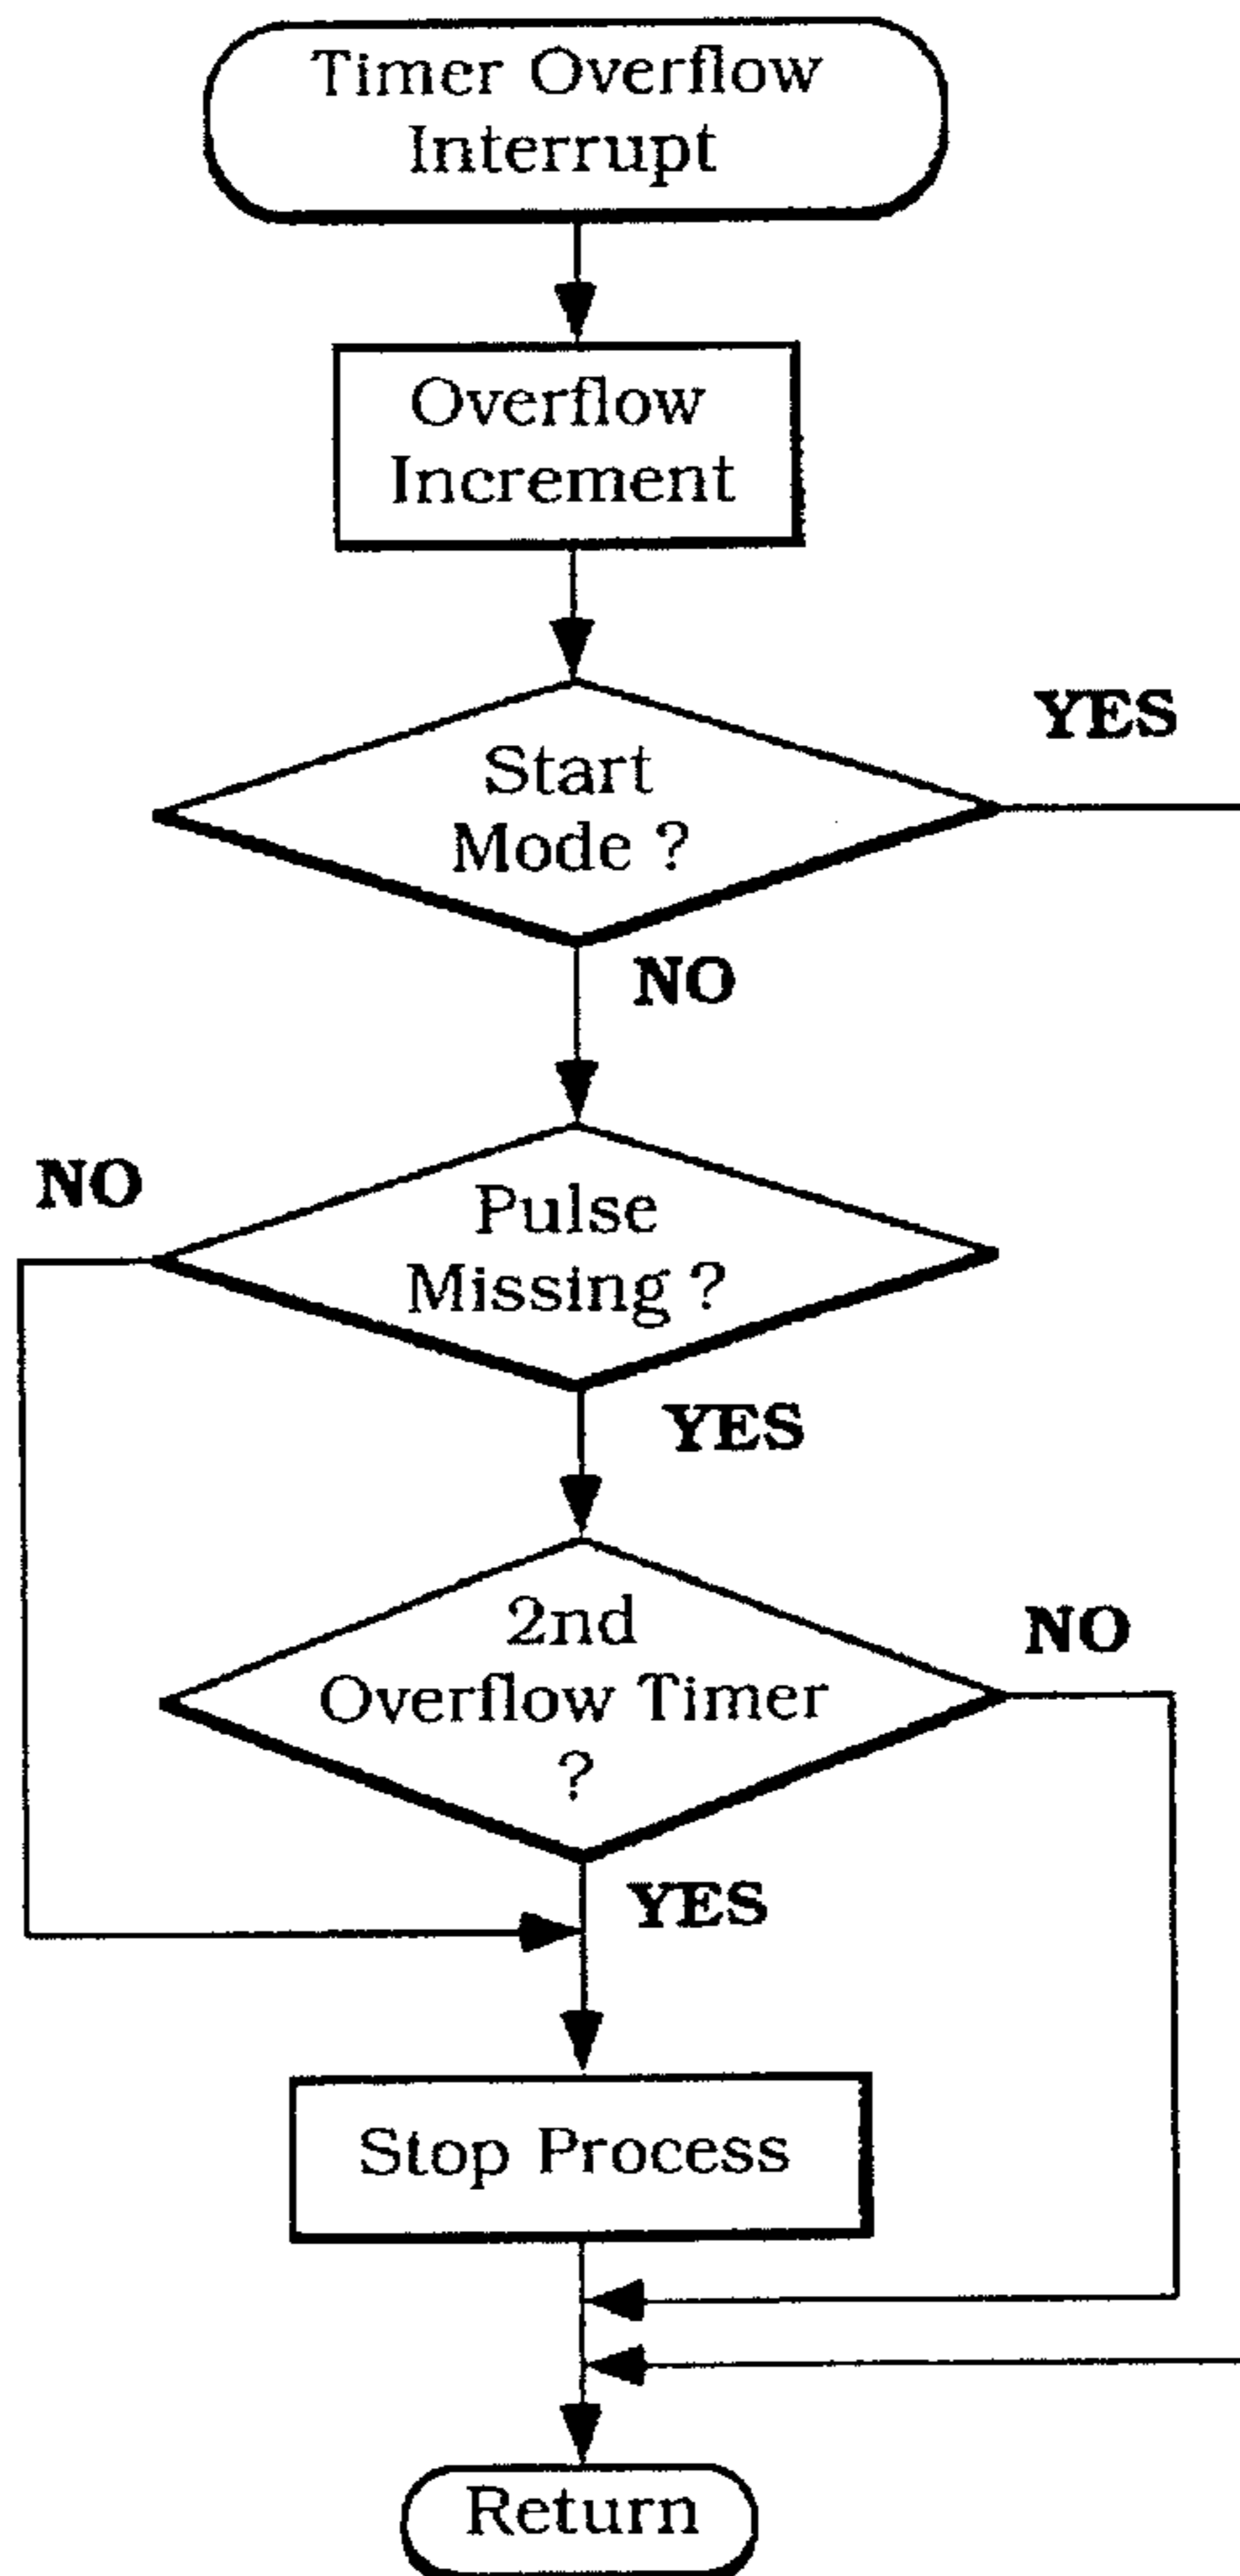 Timer Overflow
Interrupt
Overflow
Increment
Start
Mode ?
YES
NO
Pulse
Missing ?
NO
YES
2nd
Overflow Timer
?
NO
YES
Stop Process
Return